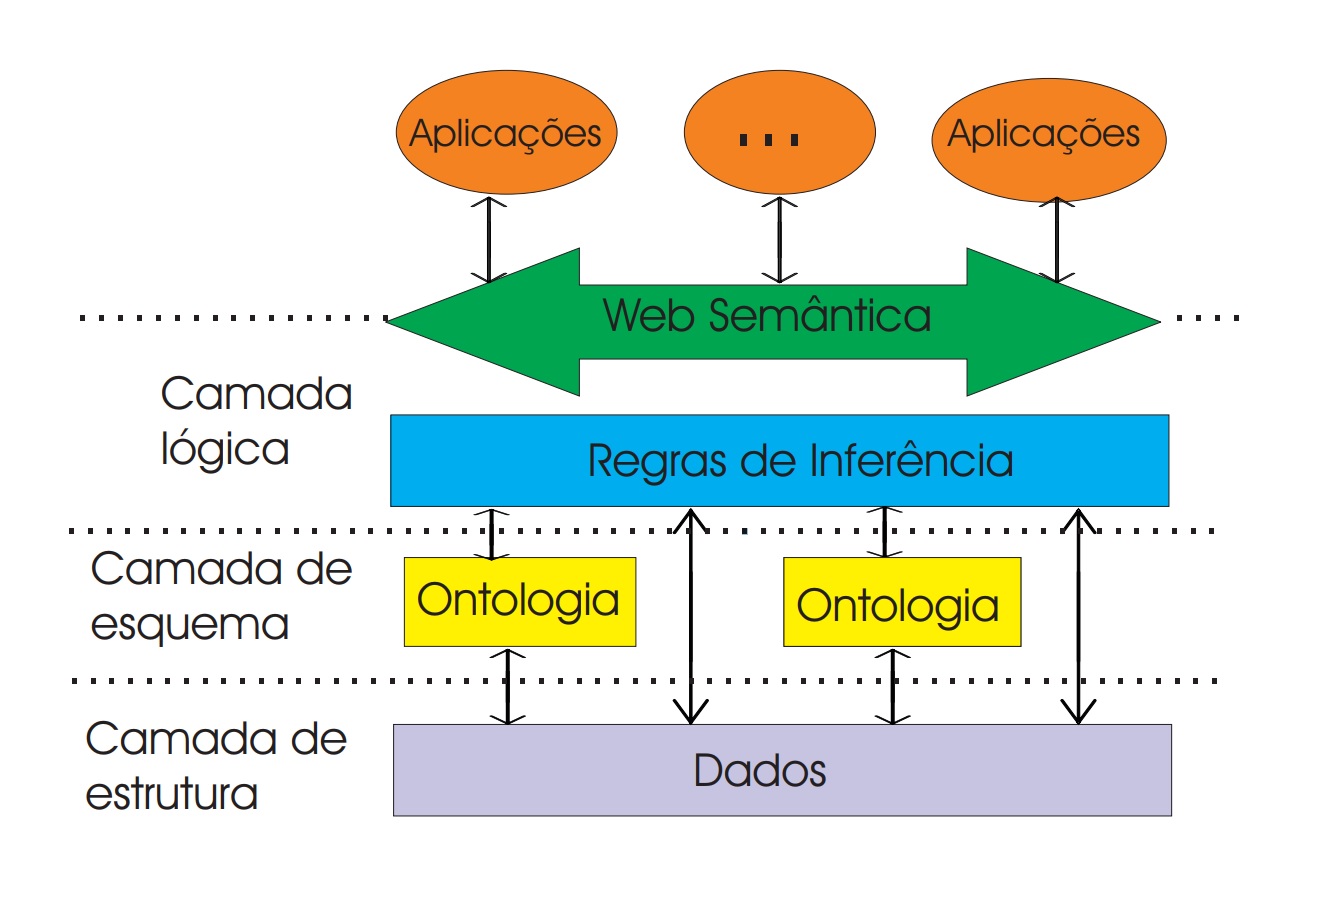 Aplicações
...
Aplicações
Web Semântica
Camada
lógica
Regras de Inferência
Camada de
esquema
Ontologia
Ontologia
Camada de
estrutura
Dados